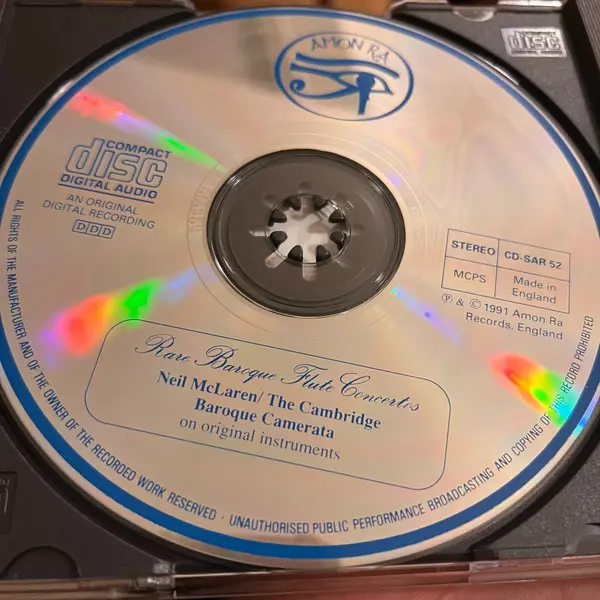 AMON RA
COMPACT
disc
DIGITAL AUDIO
AN ORIGINAL
DIGITAL RECORDING
DDD
STEREO
CD-SAR 52
MCPS
Made in
England
℗ & © 1991 Amon Ra
Records, England
Rare Baroque Flute Concertos
Neil McLaren/ The Cambridge
Baroque Camerata
on original instruments
ALL RIGHTS OF THE MANUFACTURER AND OF THE OWNER OF THE RECORDED WORK RESERVED · UNAUTHORISED PUBLIC PERFORMANCE BROADCASTING AND COPYING OF THIS RECORD PROHIBITED
disc